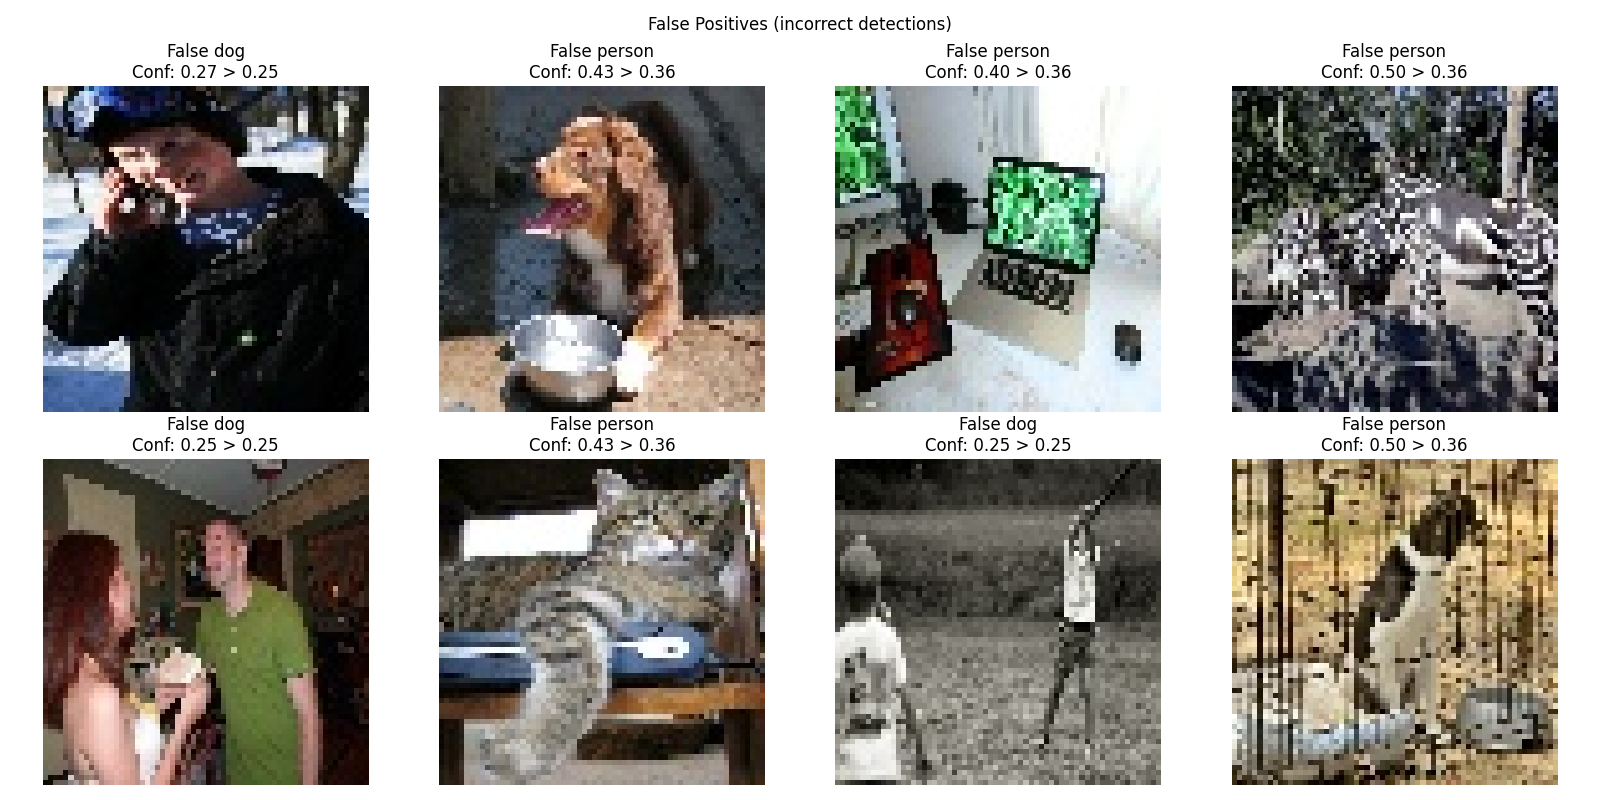 False Positives (incorrect detections)
False dog
Conf: 0.27 > 0.25
False person
Conf: 0.43 > 0.36
False person
Conf: 0.40 > 0.36
False person
Conf: 0.50 > 0.36
False dog
Conf: 0.25 > 0.25
False person
Conf: 0.43 > 0.36
False dog
Conf: 0.25 > 0.25
False person
Conf: 0.50 > 0.36